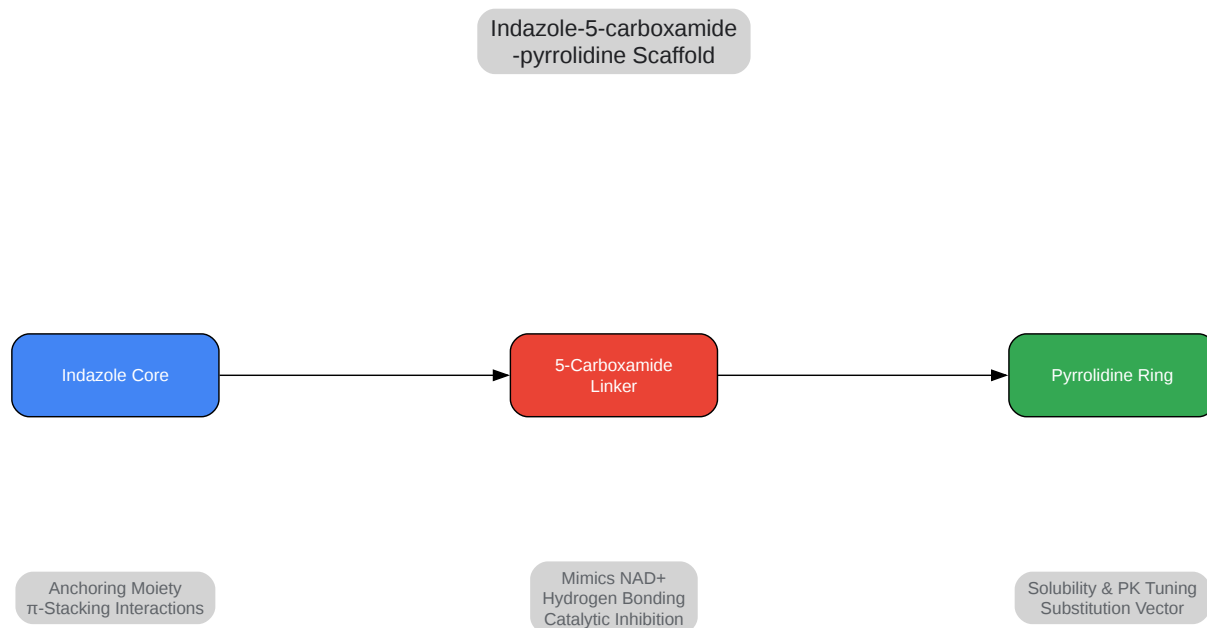 Indazole-5-carboxamide
-pyrrolidine Scaffold
Indazole Core
5-Carboxamide
Linker
Pyrrolidine Ring
Anchoring Moiety
π-Stacking Interactions
Mimics NAD+
Hydrogen Bonding
Catalytic Inhibition
Solubility & PK Tuning
Substitution Vector